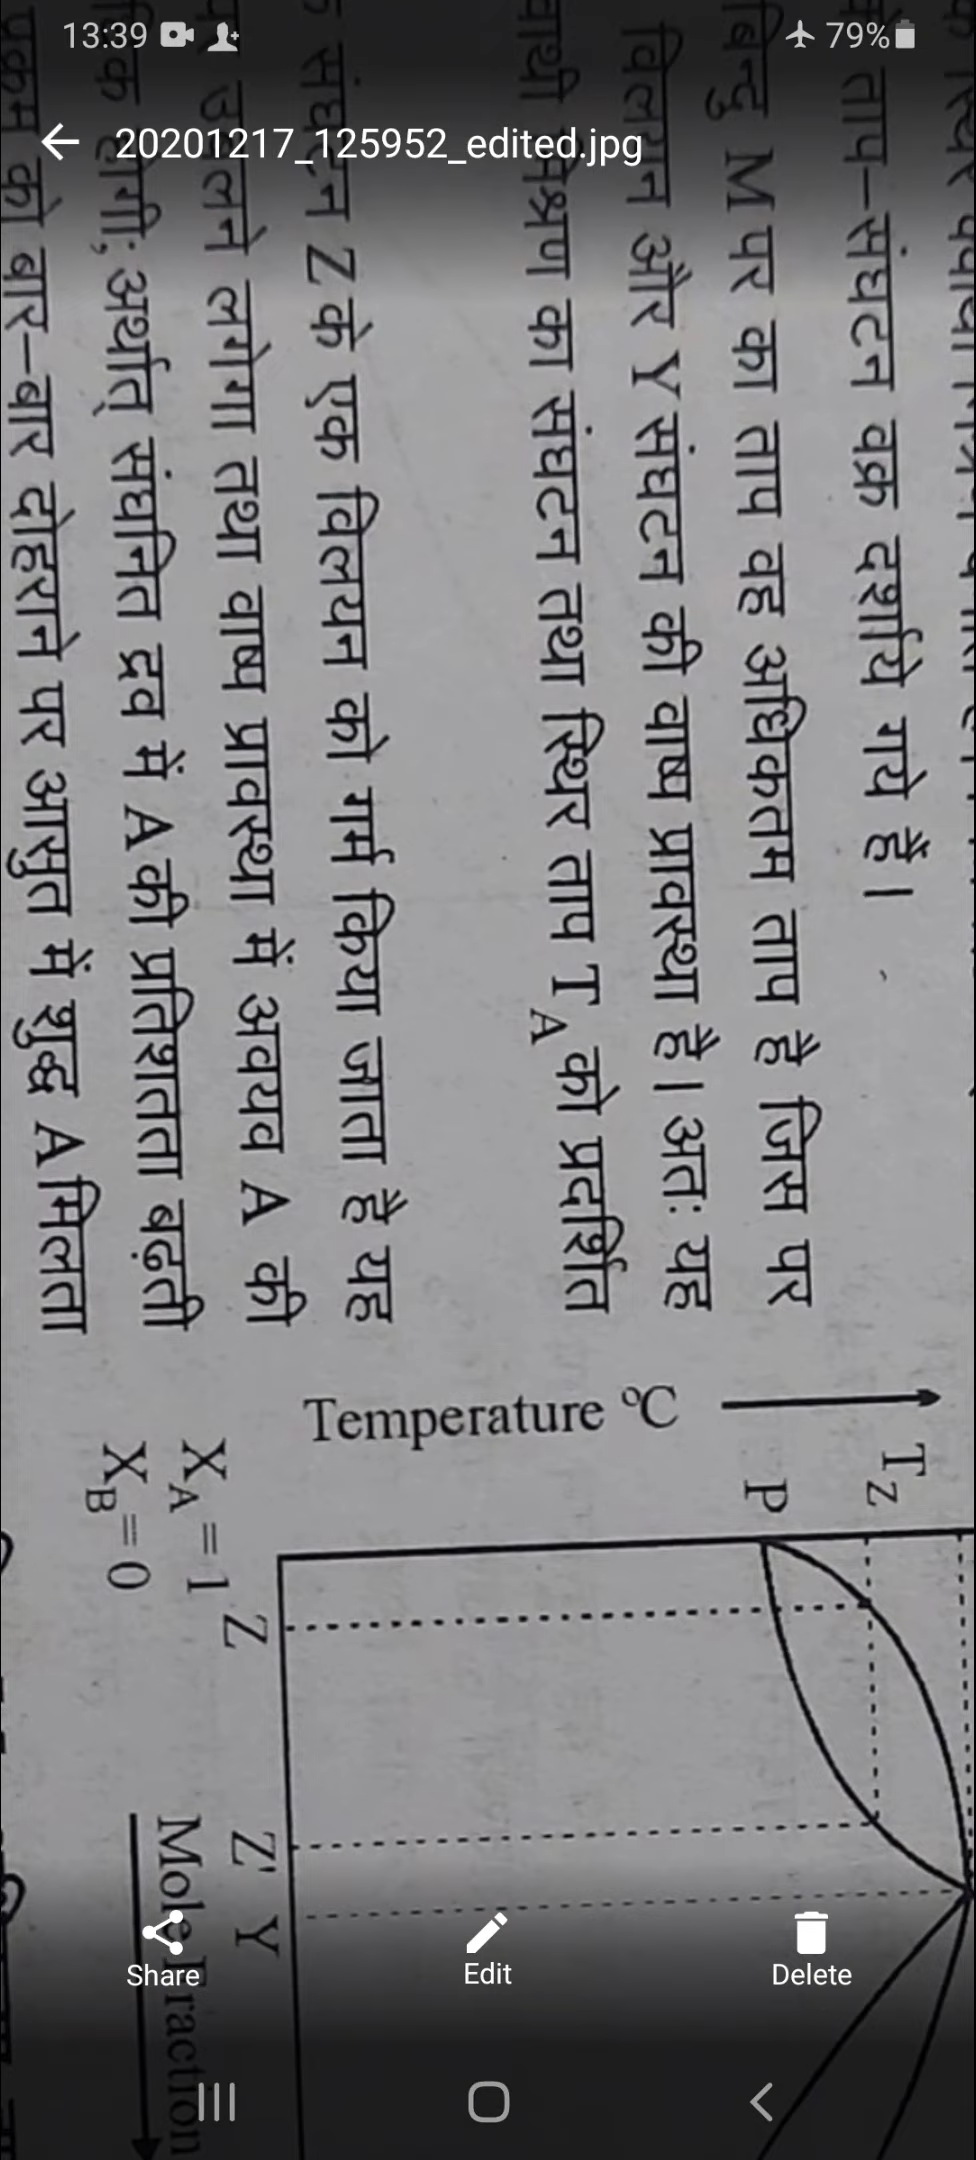 13:39
79%
20201217_125952_edited.jpg
ताप-संघटन वक्र दर्शाये गये हैं।
बिन्दु M पर का ताप वह अधिकतम ताप है जिस पर
विलयन और Y संघटन की वाष्प प्रावस्था है। अतः यह
मिश्रण का संघटन तथा स्थिर ताप T_A को प्रदर्शित
संघटन Z के एक विलयन को गर्म किया जाता है यह
उबलने लगेगा तथा वाष्प प्रावस्था में अवयव A की
होगी; अर्थात् संघनित द्रव में A की प्रतिशतता बढ़ती
को बार-बार दोहराने पर आसुत में शुद्ध A मिलता
T_Z
P
Temperature °C
Z Z' Y
X_A = 1
X_B = 0
Mole Fraction
Share
Edit
Delete